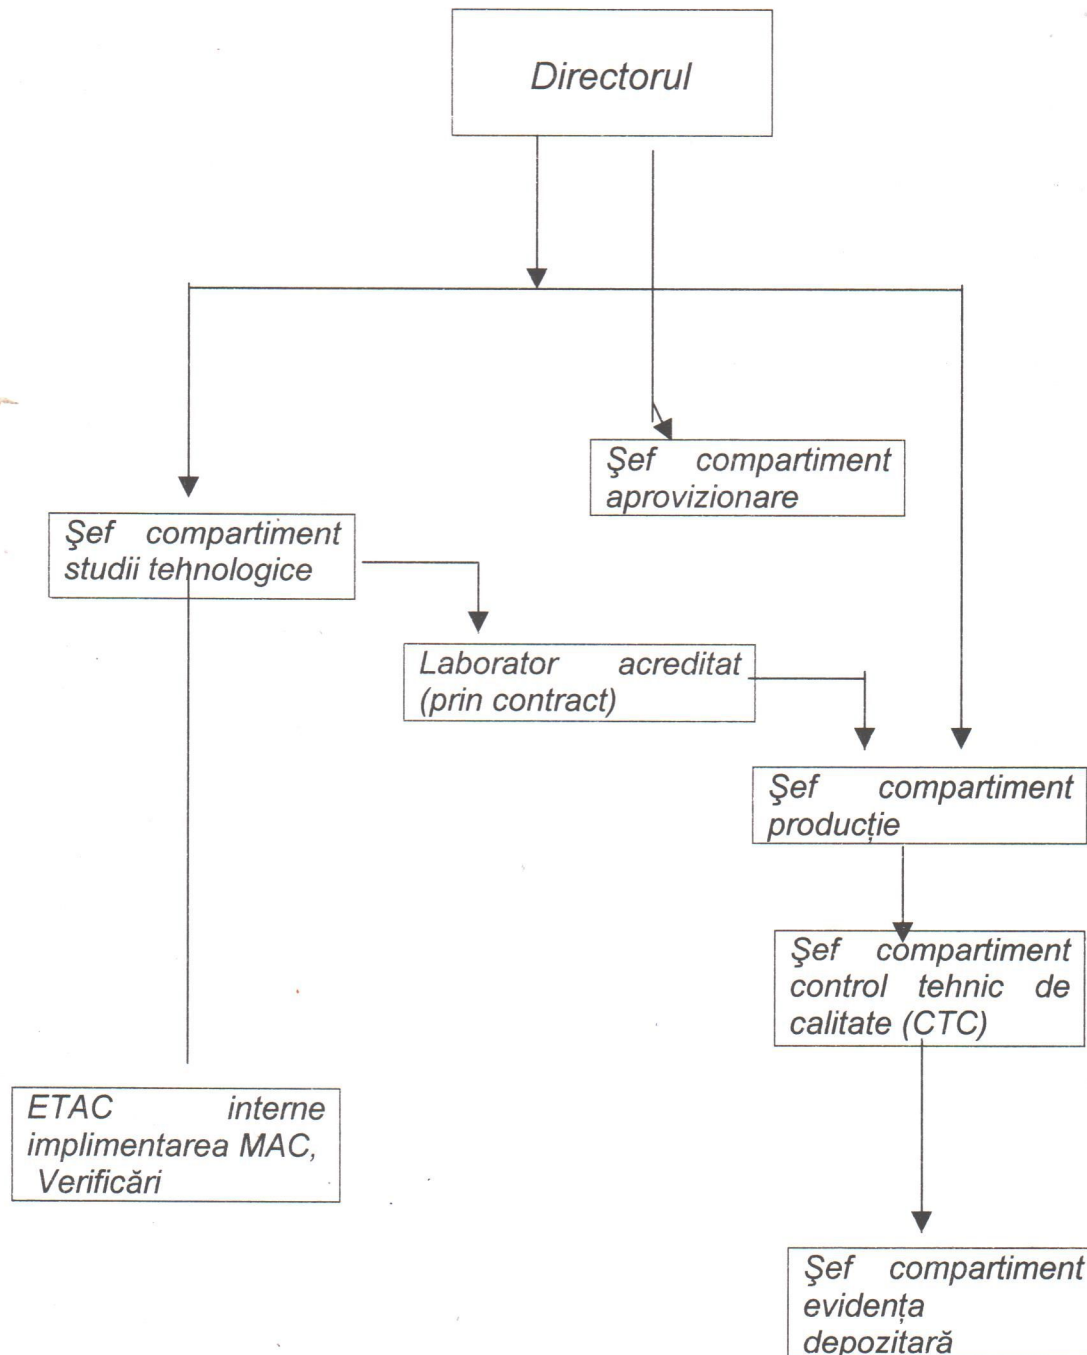 Directorul
Şef compartiment
aprovizionare
Şef compartiment
studii tehnologice
Laborator acreditat
(prin contract)
Şef compartiment
producție
Şef compartiment
control tehnic de
calitate (CTC)
ETAC interne
implimentarea MAC,
Verificări
Şef compartiment
evidența
depozitară